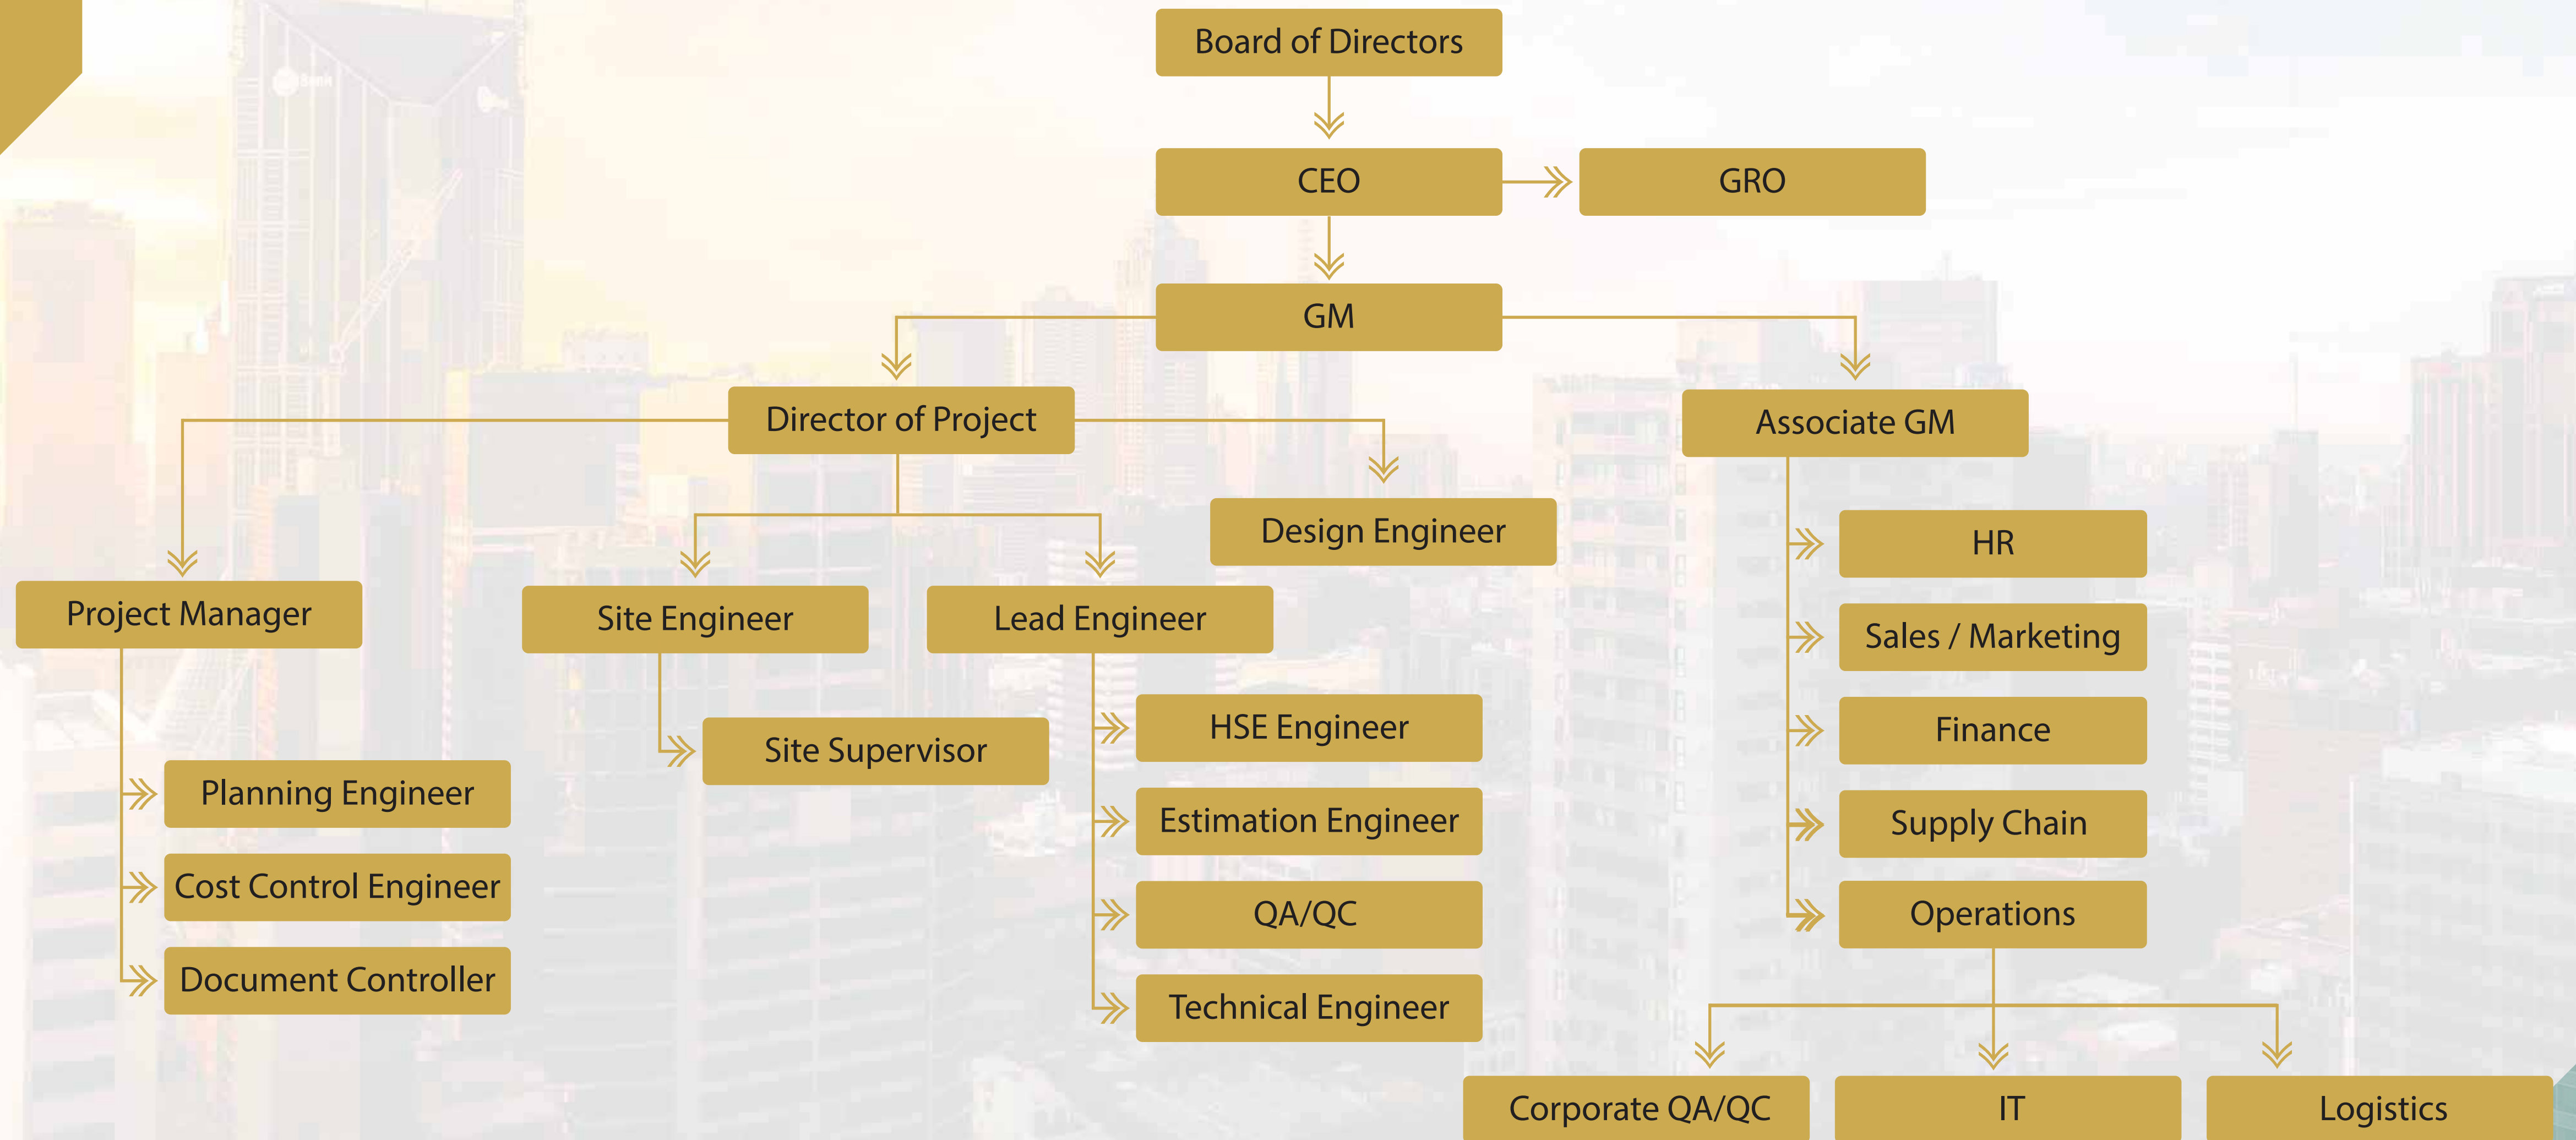 Board of Directors
CEO
GRO
GM
Director of Project
Associate GM
Design Engineer
HR
Project Manager
Site Engineer
Lead Engineer
Sales / Marketing
HSE Engineer
Finance
Site Supervisor
Planning Engineer
Estimation Engineer
Supply Chain
Cost Control Engineer
QA/QC
Operations
Document Controller
Technical Engineer
Corporate QA/QC
IT
Logistics